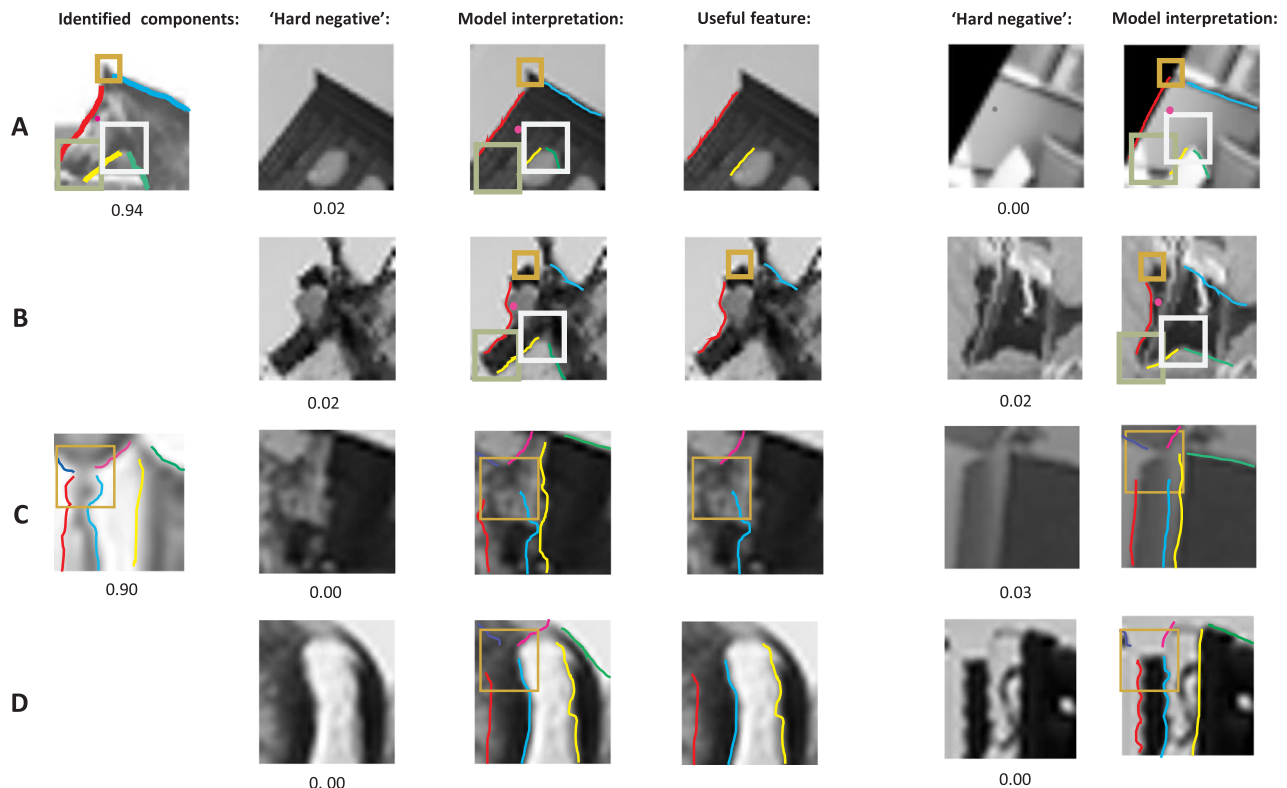 Identified components: 'Hard negative': Model interpretation: Useful feature: 'Hard negative': Model interpretation:
A
0.94 0.02 0.00
B
0.02 0.02
C
0.90 0.00 0.03
D
0. 00 0.00